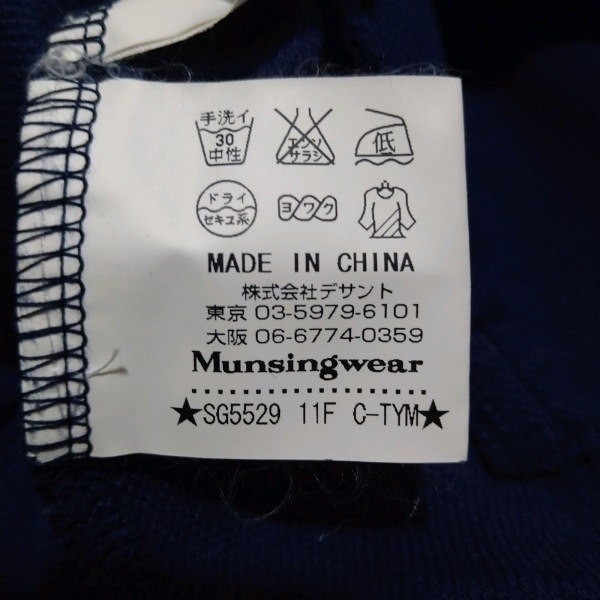 手洗イ
30
中性
エンソ
サラシ
低
ドライ
セキユ系
ヨワク
MADE IN CHINA
株式会社デサント
東京 03-5979-6101
大阪 06-6774-0359
Munsingwear
★SG5529 11F C-TYM★